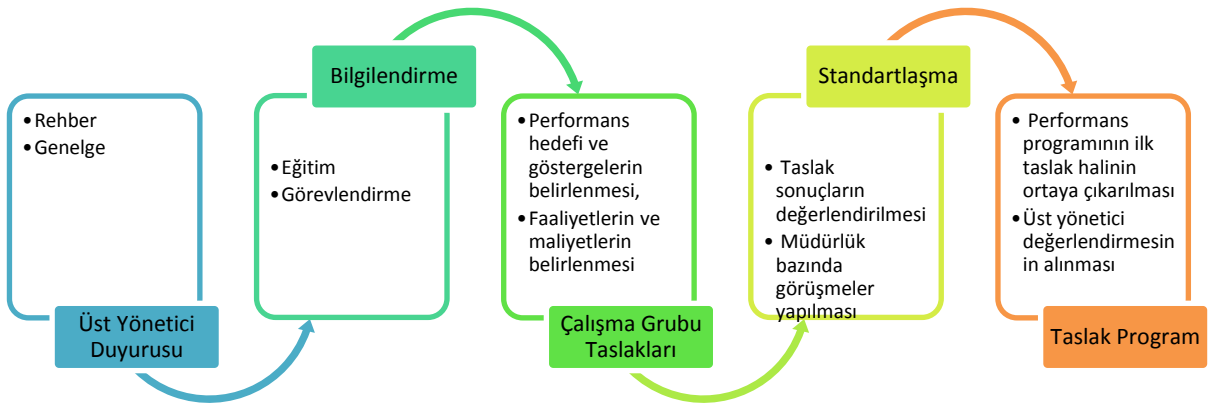 •Rehber
•Genelge
Üst Yönetici
Duyurusu
Bilgilendirme
•Eğitim
•Görevlendirme
•Performans
hedefi ve
göstergelerin
belirlenmesi,
•Faaliyetlerin ve
maliyetlerin
belirlenmesi
Çalışma Grubu
Taslakları
Standartlaşma
• Taslak
sonuçların
değerlendirilmesi
• Müdürlük
bazında
görüşmeler
yapılması
• Performans
programının ilk
taslak halinin
ortaya çıkarılması
•Üst yönetici
değerlendirmesin
in alınması
Taslak Program